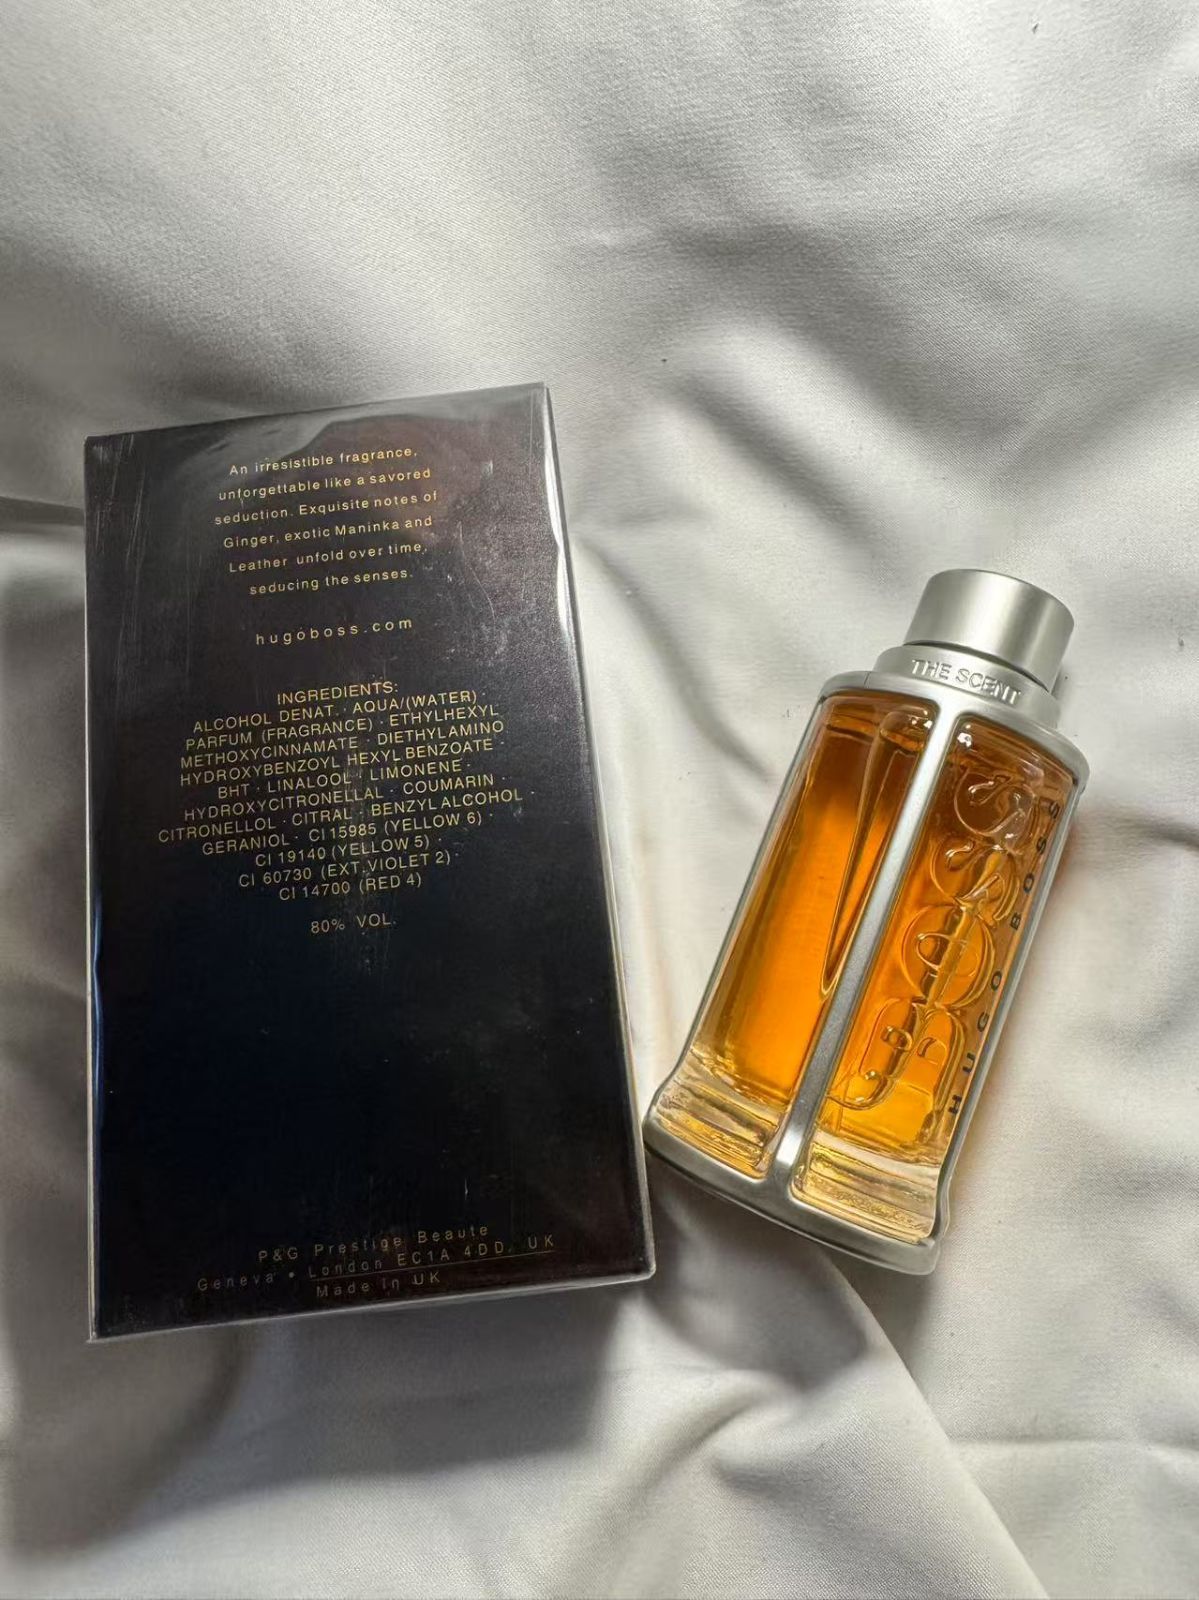 An irresistible fragrance,
unforgettable like a savored
seduction. Exquisite notes of
Ginger, exotic Maninka and
Leather unfold over time,
seducing the senses.
hugoboss.com
INGREDIENTS:
ALCOHOL DENAT. · AQUA/(WATER) ·
PARFUM (FRAGRANCE) · ETHYLHEXYL
METHOXYCINNAMATE · DIETHYLAMINO
HYDROXYBENZOYL HEXYL BENZOATE ·
BHT · LINALOOL · LIMONENE ·
HYDROXYCITRONELLAL · COUMARIN ·
CITRONELLOL · CITRAL · BENZYL ALCOHOL ·
GERANIOL · CI 15985 (YELLOW 6) ·
CI 19140 (YELLOW 5) ·
CI 60730 (EXT. VIOLET 2) ·
CI 14700 (RED 4)
80% VOL.
P&G Prestige Beaute
Geneva • London EC1A 4DD, UK
Made in UK
THE SCENT
BOSS
HUGO BOSS